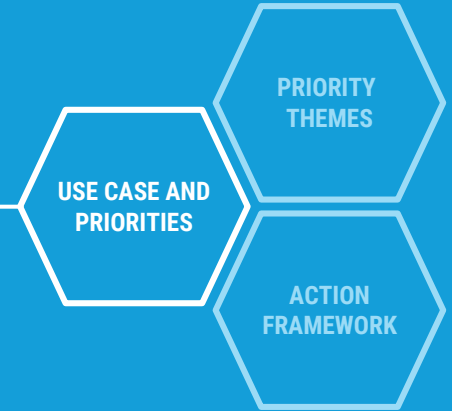 PRIORITY
THEMES
USE CASE AND
PRIORITIES
ACTION
FRAMEWORK